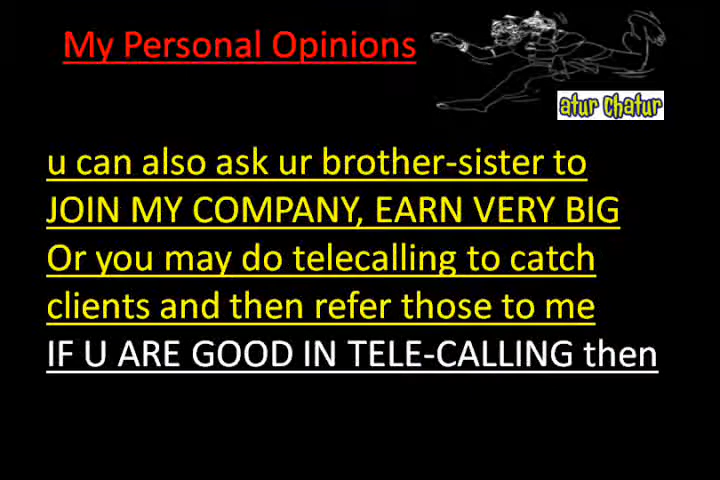 My Personal Opinions
atur chatur
u can also ask ur brother-sister to
JOIN MY COMPANY, EARN VERY BIG
Or you may do telecalling to catch
clients and then refer those to me
IF U ARE GOOD IN TELE-CALLING then